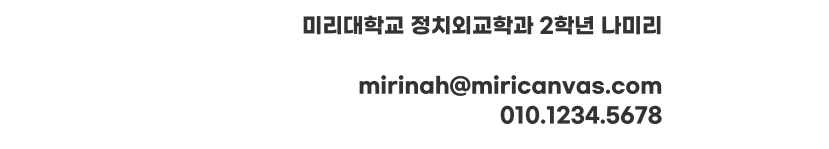 미리대학교 정치외교학과 2학년 나미리
mirinah@miricanvas.com
010.1234.5678